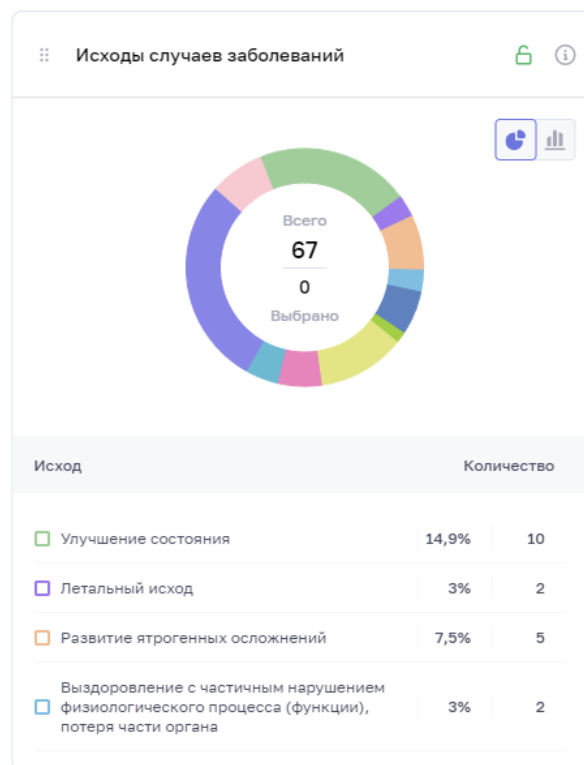 Исходы случаев заболеваний
Всего
67
0
Выбрано
Исход Количество
Улучшение состояния 14,9% 10
Летальный исход 3% 2
Развитие ятрогенных осложнений 7,5% 5
Выздоровление с частичным нарушением
физиологического процесса (функции), 3% 2
потеря части органа